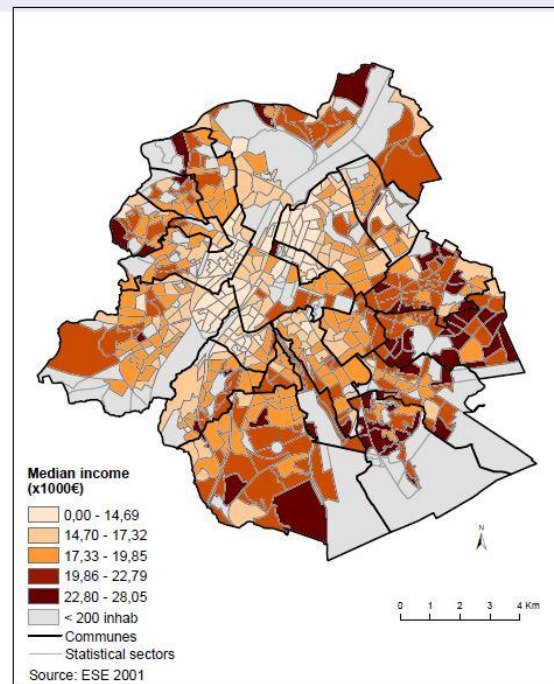 Median income
(x1000€)
0,00 - 14,69
14,70 - 17,32
17,33 - 19,85
19,86 - 22,79
22,80 - 28,05
< 200 inhab
Communes
Statistical sectors
Source: ESE 2001
N
0 1 2 3 4 Km